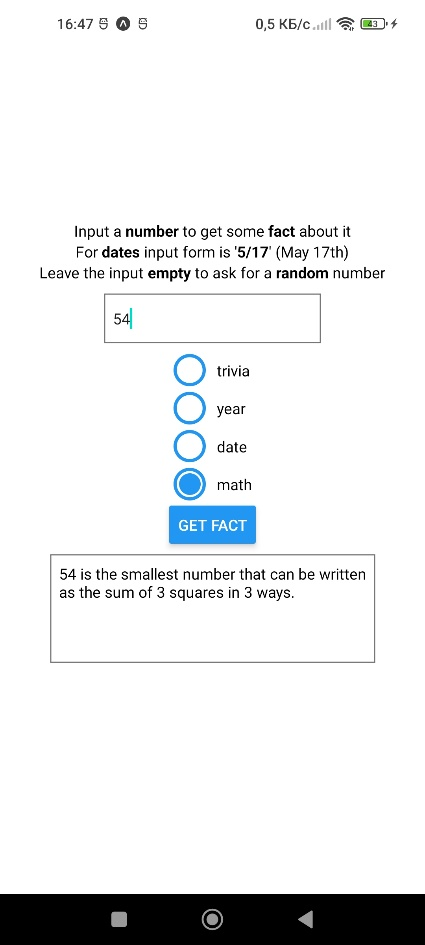 16:47
0,5 КБ/с
43
Input a number to get some fact about it
For dates input form is '5/17' (May 17th)
Leave the input empty to ask for a random number
54
trivia
year
date
math
GET FACT
54 is the smallest number that can be written
as the sum of 3 squares in 3 ways.